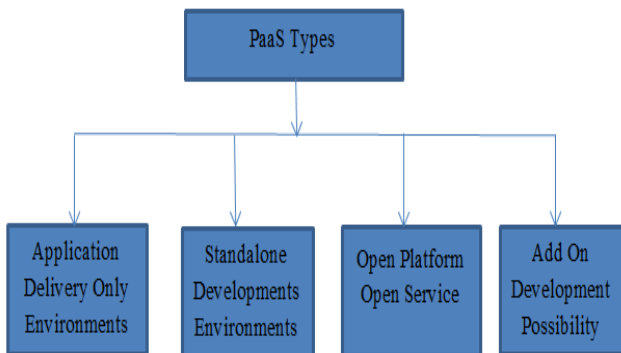 PaaS Types
Application
Delivery Only
Environments
Standalone
Developments
Environments
Open Platform
Open Service
Add On
Development
Possibility